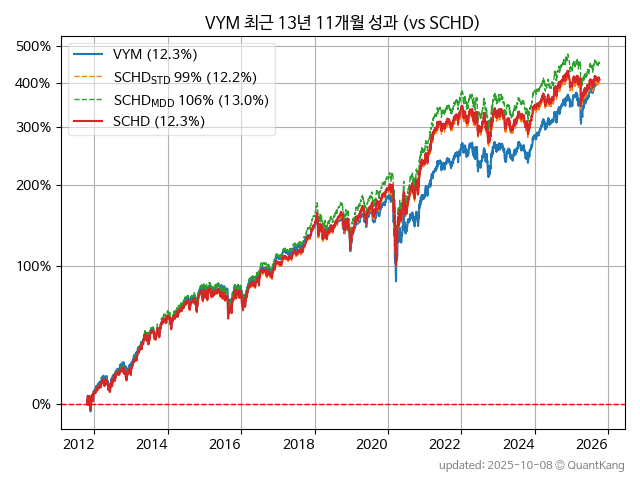 VYM 최근 13년 11개월 성과 (vs SCHD)
500%
400%
300%
200%
100%
0%
VYM (12.3%)
SCHD_STD 99% (12.2%)
SCHD_MDD 106% (13.0%)
SCHD (12.3%)
2012 2014 2016 2018 2020 2022 2024 2026
updated: 2025-10-08 © QuantKang